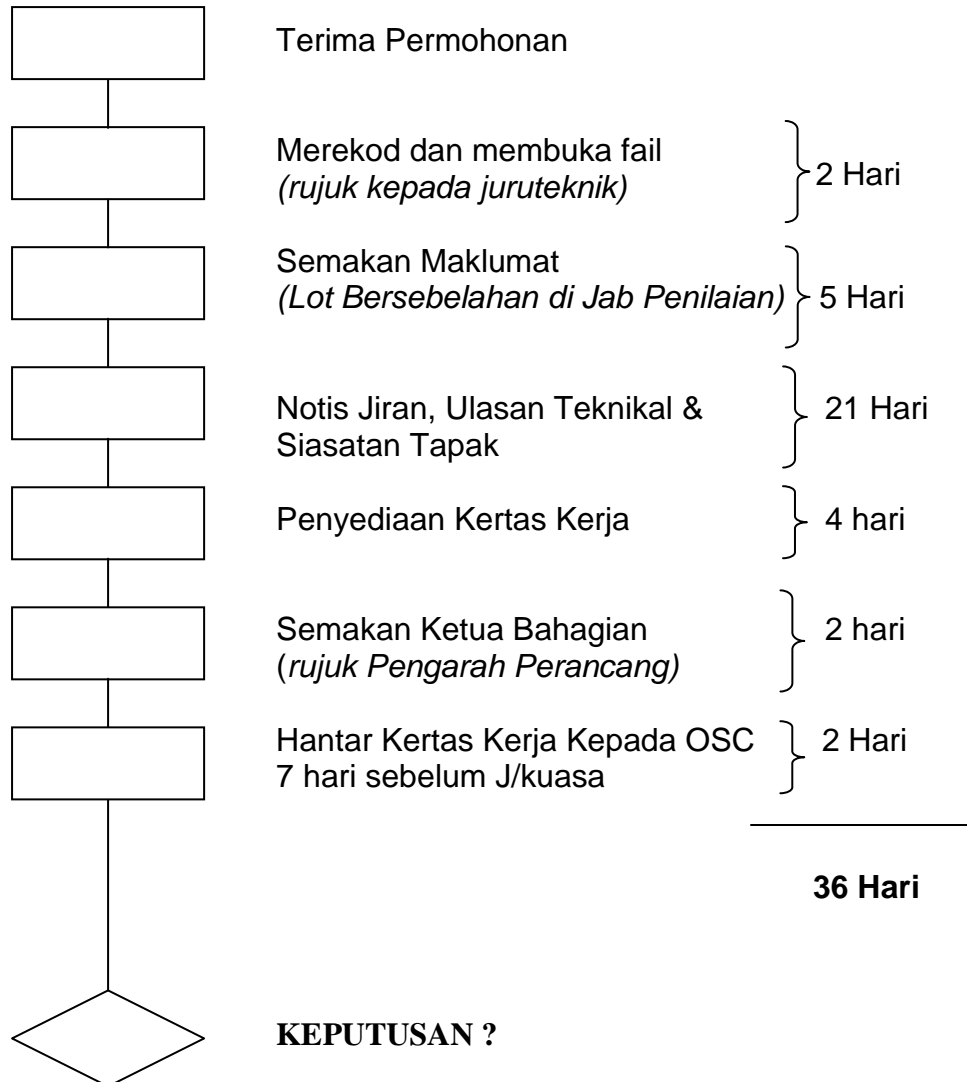 Terima Permohonan
Merekod dan membuka fail
(rujuk kepada juruteknik)
2 Hari
Semakan Maklumat
(Lot Bersebelahan di Jab Penilaian)
5 Hari
Notis Jiran, Ulasan Teknikal &
Siasatan Tapak
21 Hari
Penyediaan Kertas Kerja
4 hari
Semakan Ketua Bahagian
(rujuk Pengarah Perancang)
2 hari
Hantar Kertas Kerja Kepada OSC
7 hari sebelum J/kuasa
2 Hari
36 Hari
KEPUTUSAN ?